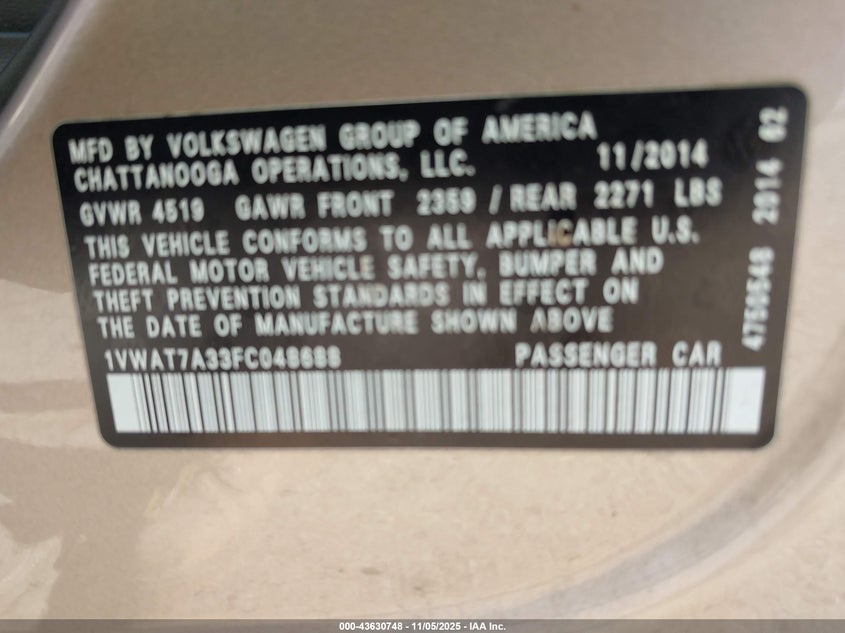 MFD BY VOLKSWAGEN GROUP OF AMERICA
CHATTANOOGA OPERATIONS, LLC. 11/2014
GVWR 4519 GAWR FRONT 2359 / REAR 2271 LBS
THIS VEHICLE CONFORMS TO ALL APPLICABLE U.S.
FEDERAL MOTOR VEHICLE SAFETY, BUMPER AND
THEFT PREVENTION STANDARDS IN EFFECT ON
THE DATE OF MANUFACTURE SHOWN ABOVE
1VWAT7A33FC048688 PASSENGER CAR
2014 62
000-43630748 - 11/05/2025 - IAA Inc.